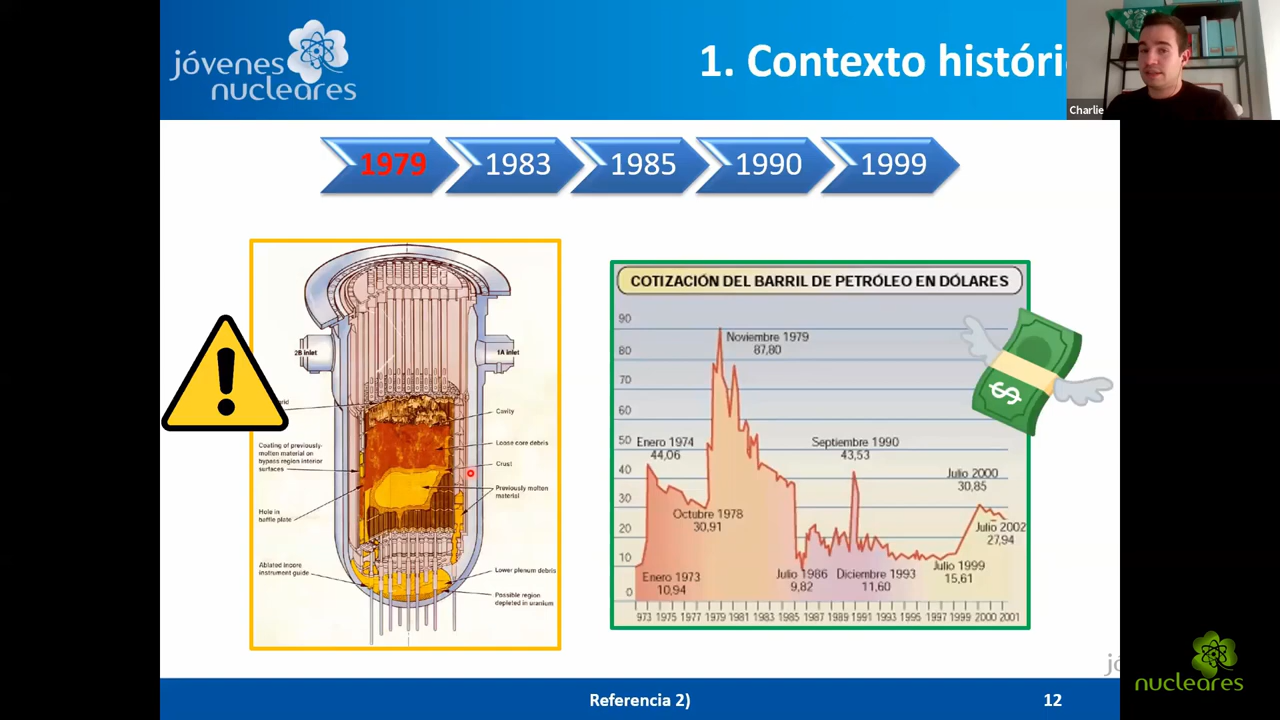 jóvenes
nucleares
1. Contexto históri
Charlie
1979
1983
1985
1990
1999
2B inlet
1A inlet
Cavity
Coating of previously-
molten material on
bypass region interior
surfaces
Loose core debris
Crust
Previously molten
material
Hole in
baffle plate
Ablated incore
instrument guide
Lower plenum debris
Possible region
depleted in uranium
COTIZACIÓN DEL BARRIL DE PETRÓLEO EN DÓLARES
90
80
70
60
50
40
30
20
10
0
Noviembre 1979
87,80
Enero 1974
44,06
Septiembre 1990
43,53
Julio 2000
30,85
Octubre 1978
30,91
Julio 2002
27,94
Enero 1973
10,94
Julio 1986
9,82
Diciembre 1993
11,60
Julio 1999
15,61
973 1975 1977 1979 1981 1983 1985 1987 1989 1991 1993 1995 1997 1999 2000 2001
Referencia 2)
12
nucleares